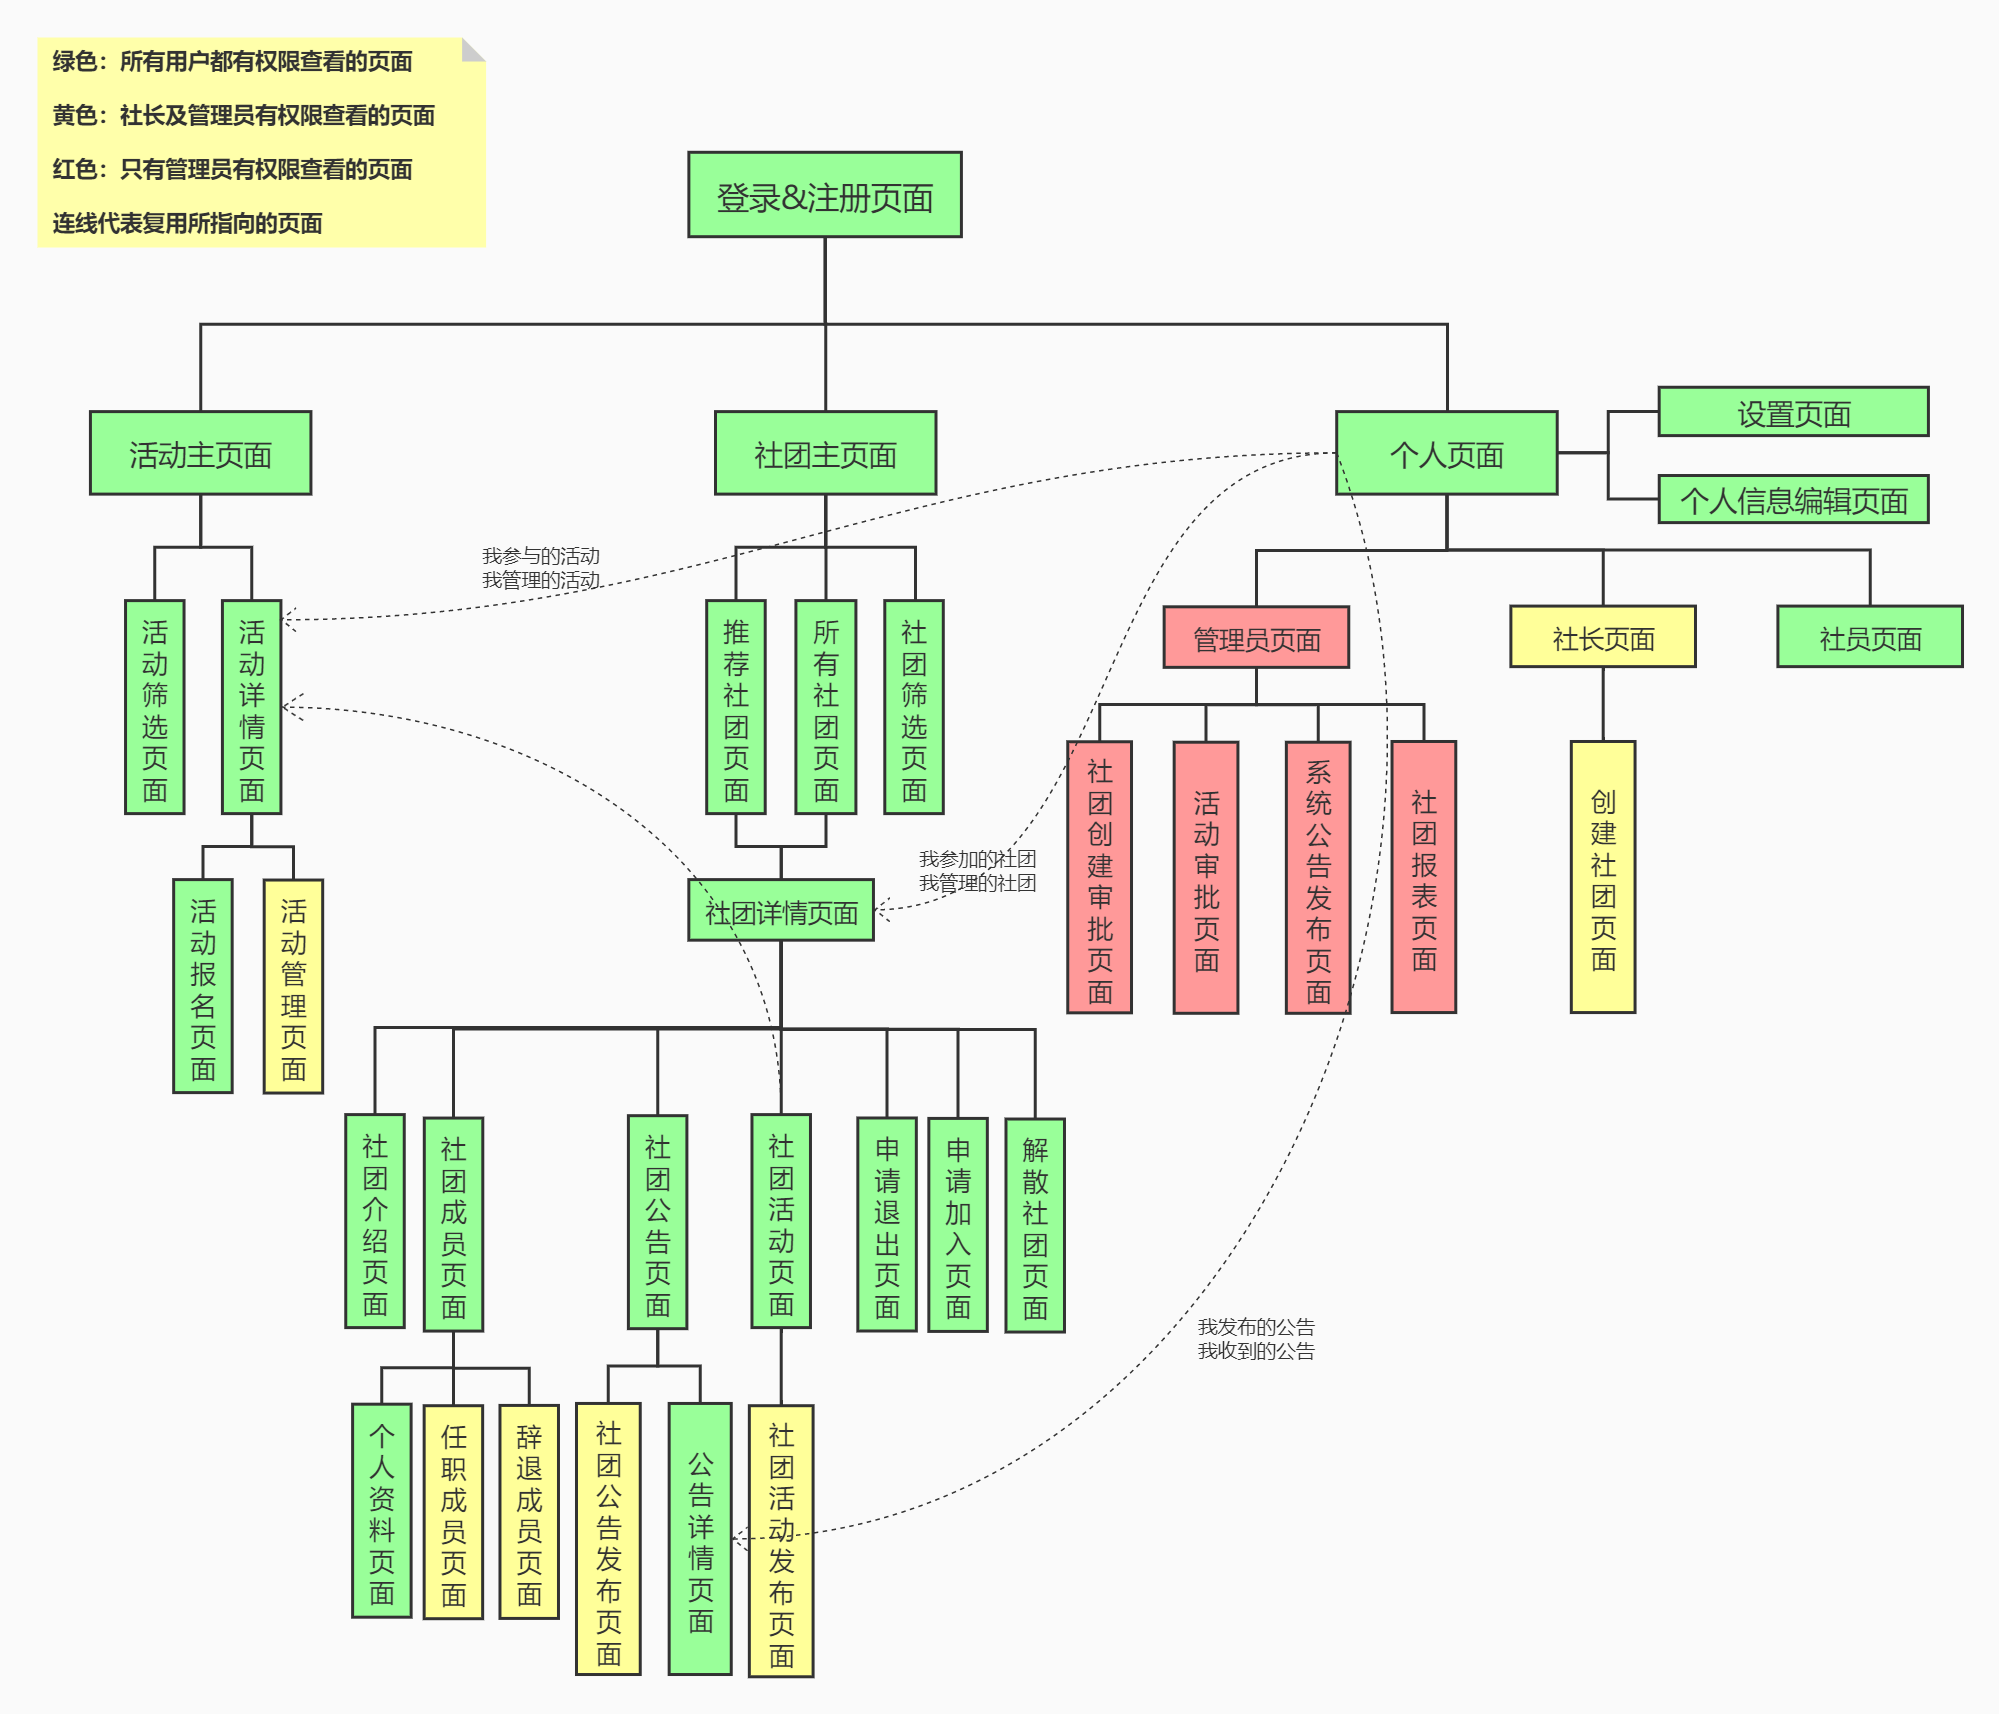 绿色：所有用户都有权限查看的页面
黄色：社长及管理员有权限查看的页面
红色：只有管理员有权限查看的页面
连线代表复用所指向的页面
登录&注册页面
活动主页面
社团主页面
个人页面
设置页面
个人信息编辑页面
我参与的活动
我管理的活动
活动筛选页面
活动详情页面
推荐社团页面
所有社团页面
社团筛选页面
管理员页面
社长页面
社员页面
社团创建审批页面
活动审批页面
系统公告发布页面
社团报表页面
创建社团页面
我参加的社团
我管理的社团
活动报名页面
活动管理页面
社团详情页面
社团介绍页面
社团成员页面
社团公告页面
社团活动页面
申请退出页面
申请加入页面
解散社团页面
我发布的公告
我收到的公告
个人资料页面
任职成员页面
辞退成员页面
社团公告发布页面
公告详情页面
社团活动发布页面